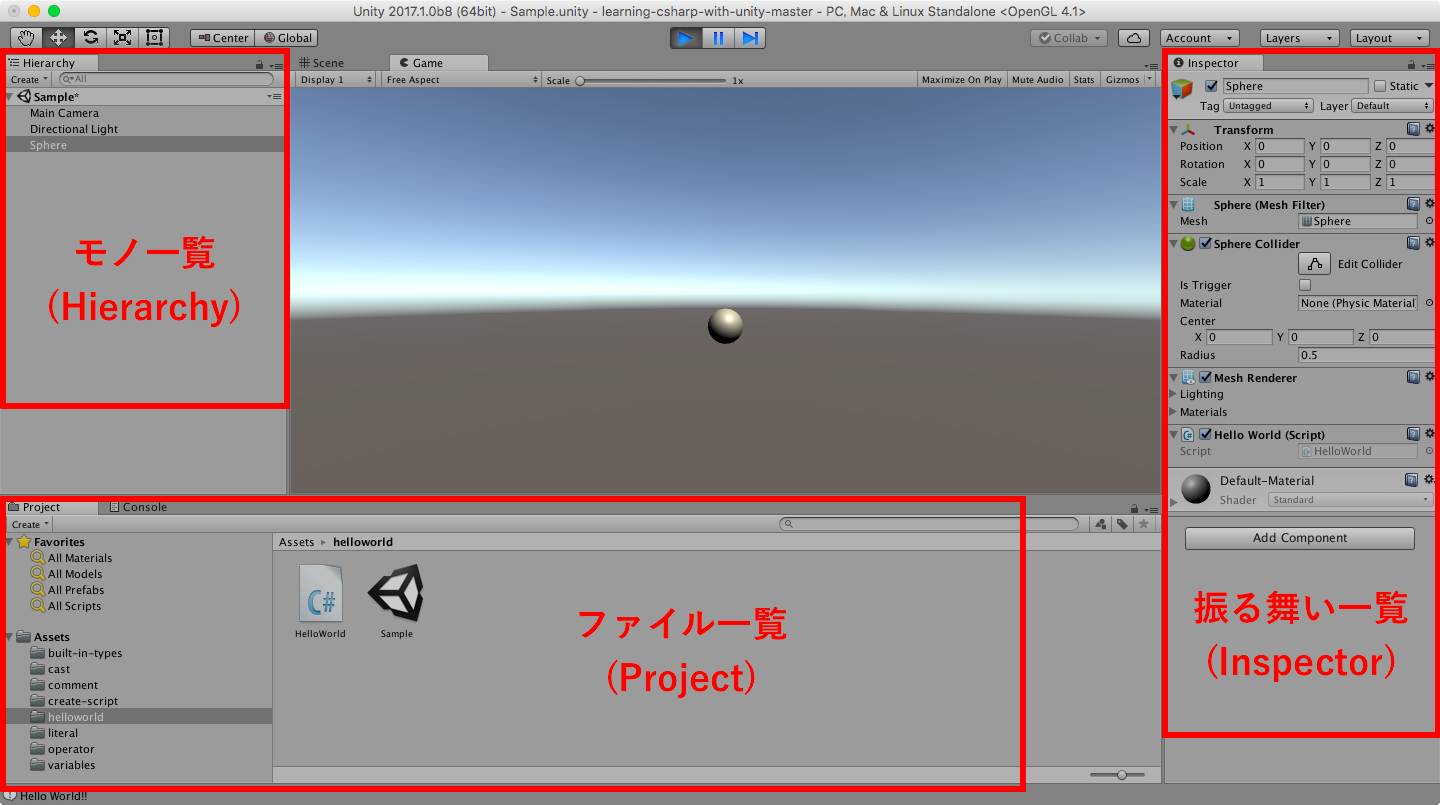 Unity 2017.1.0b8 (64bit) - Sample.unity - learning-csharp-with-unity-master - PC, Mac & Linux Standalone <OpenGL 4.1>
Center Global
Collab Account Layers Layout
Hierarchy
Create All
Sample*
Main Camera
Directional Light
Sphere
モノ一覧
(Hierarchy)
Scene Game
Display 1 Free Aspect Scale 1x Maximize On Play Mute Audio Stats Gizmos
Inspector
Sphere Static
Tag Untagged Layer Default
Transform
Position X 0 Y 0 Z 0
Rotation X 0 Y 0 Z 0
Scale X 1 Y 1 Z 1
Sphere (Mesh Filter)
Mesh Sphere
Sphere Collider
Edit Collider
Is Trigger
Material None (Physic Material)
Center
X 0 Y 0 Z 0
Radius 0.5
Mesh Renderer
Lighting
Materials
C# Hello World (Script)
Script HelloWorld
Default-Material
Shader Standard
Add Component
振る舞い一覧
(Inspector)
Project Console
Create
Favorites
All Materials
All Models
All Prefabs
All Scripts
Assets
built-in-types
cast
comment
create-script
helloworld
literal
operator
variables
Assets helloworld
C#
HelloWorld Sample
ファイル一覧
(Project)
Hello World!!